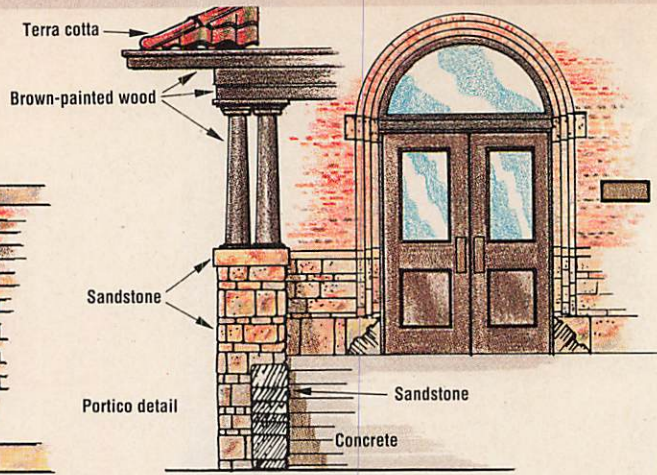 Terra cotta
Brown-painted wood
Sandstone
Portico detail
Sandstone
Concrete